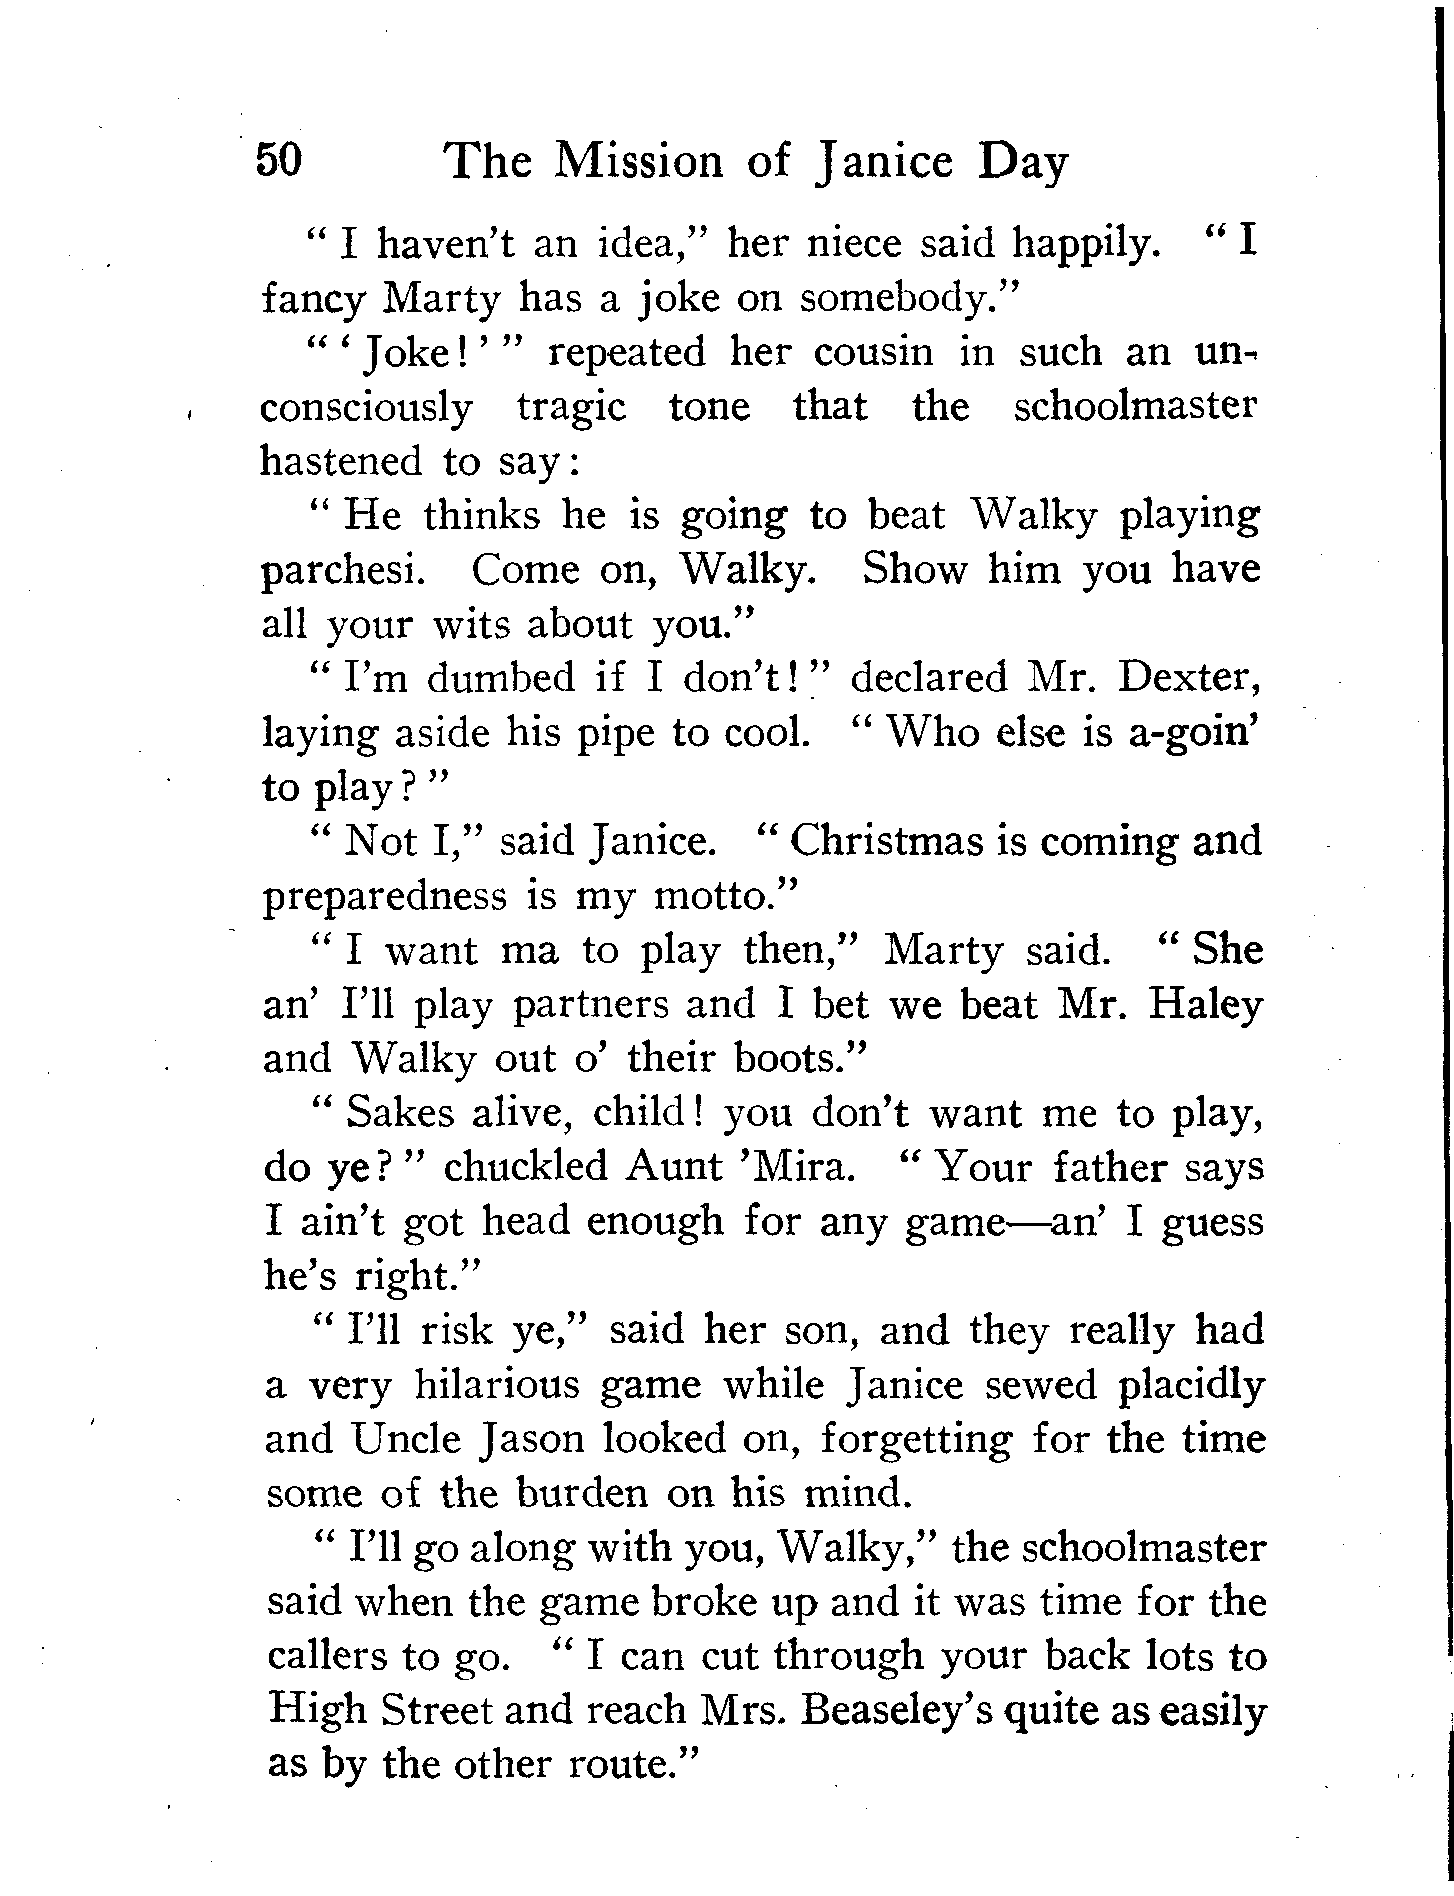 50 The Mission of Janice Day
“ I haven't an idea,” her niece said happily. “ I
fancy Marty has a joke on somebody.”
“ ‘ Joke! ’ ” repeated her cousin in such an un-
consciously tragic tone that the schoolmaster
hastened to say:
“ He thinks he is going to beat Walky playing
parchesi. Come on, Walky. Show him you have
all your wits about you.”
“ I'm dumbed if I don't! ” declared Mr. Dexter,
laying aside his pipe to cool. “ Who else is a-goin'
to play? ”
“ Not I,” said Janice. “ Christmas is coming and
preparedness is my motto.”
“ I want ma to play then,” Marty said. “ She
an' I'll play partners and I bet we beat Mr. Haley
and Walky out o' their boots.”
“ Sakes alive, child! you don't want me to play,
do ye? ” chuckled Aunt 'Mira. “ Your father says
I ain't got head enough for any game—an' I guess
he's right.”
“ I'll risk ye,” said her son, and they really had
a very hilarious game while Janice sewed placidly
and Uncle Jason looked on, forgetting for the time
some of the burden on his mind.
“ I'll go along with you, Walky,” the schoolmaster
said when the game broke up and it was time for the
callers to go. “ I can cut through your back lots to
High Street and reach Mrs. Beaseley's quite as easily
as by the other route.”